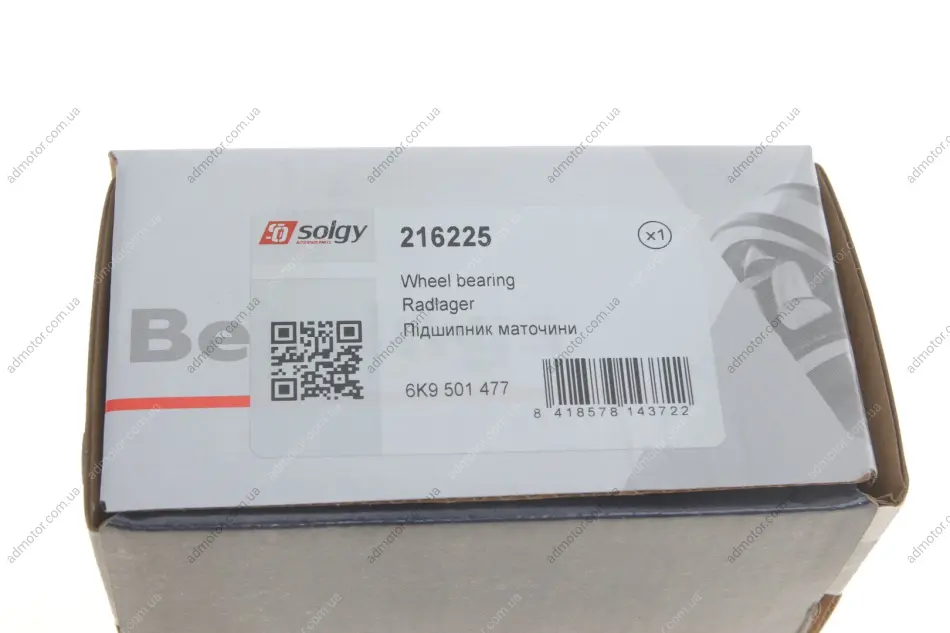 solgy
216225
x1
Wheel bearing
Radlager
Підшипник маточини
Be
6K9 501 477
8 418578 143722
admotor.com.ua